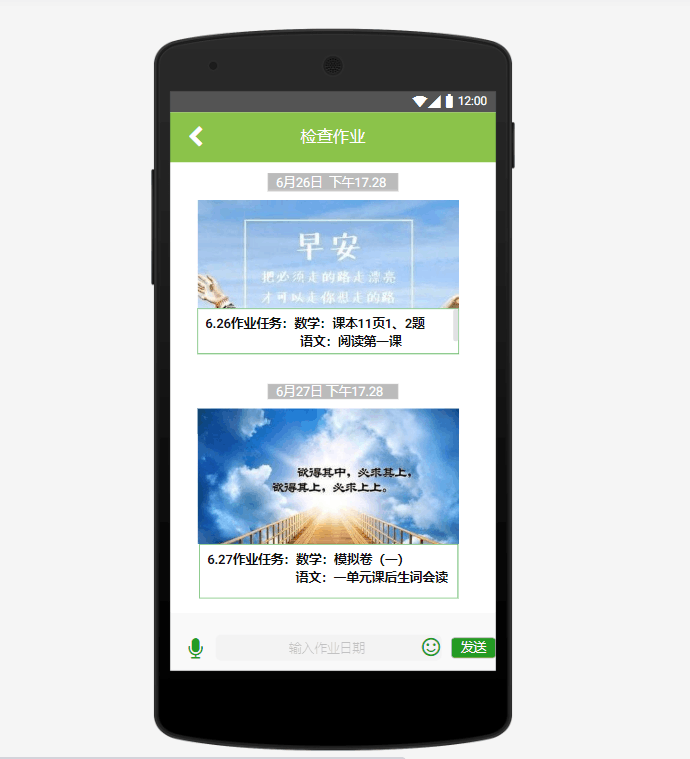 12:00
检查作业
6月26日 下午17.28
早安
把必须走的路走漂亮
才可以走你想走的路
6.26作业任务：数学：课本11页1、2题
语文：阅读第一课
6月27日 下午17.28
欲得其中，必求其上，
欲得其上，必求上上。
6.27作业任务：数学：模拟卷（一）
语文：一单元课后生词会读
输入作业日期
发送